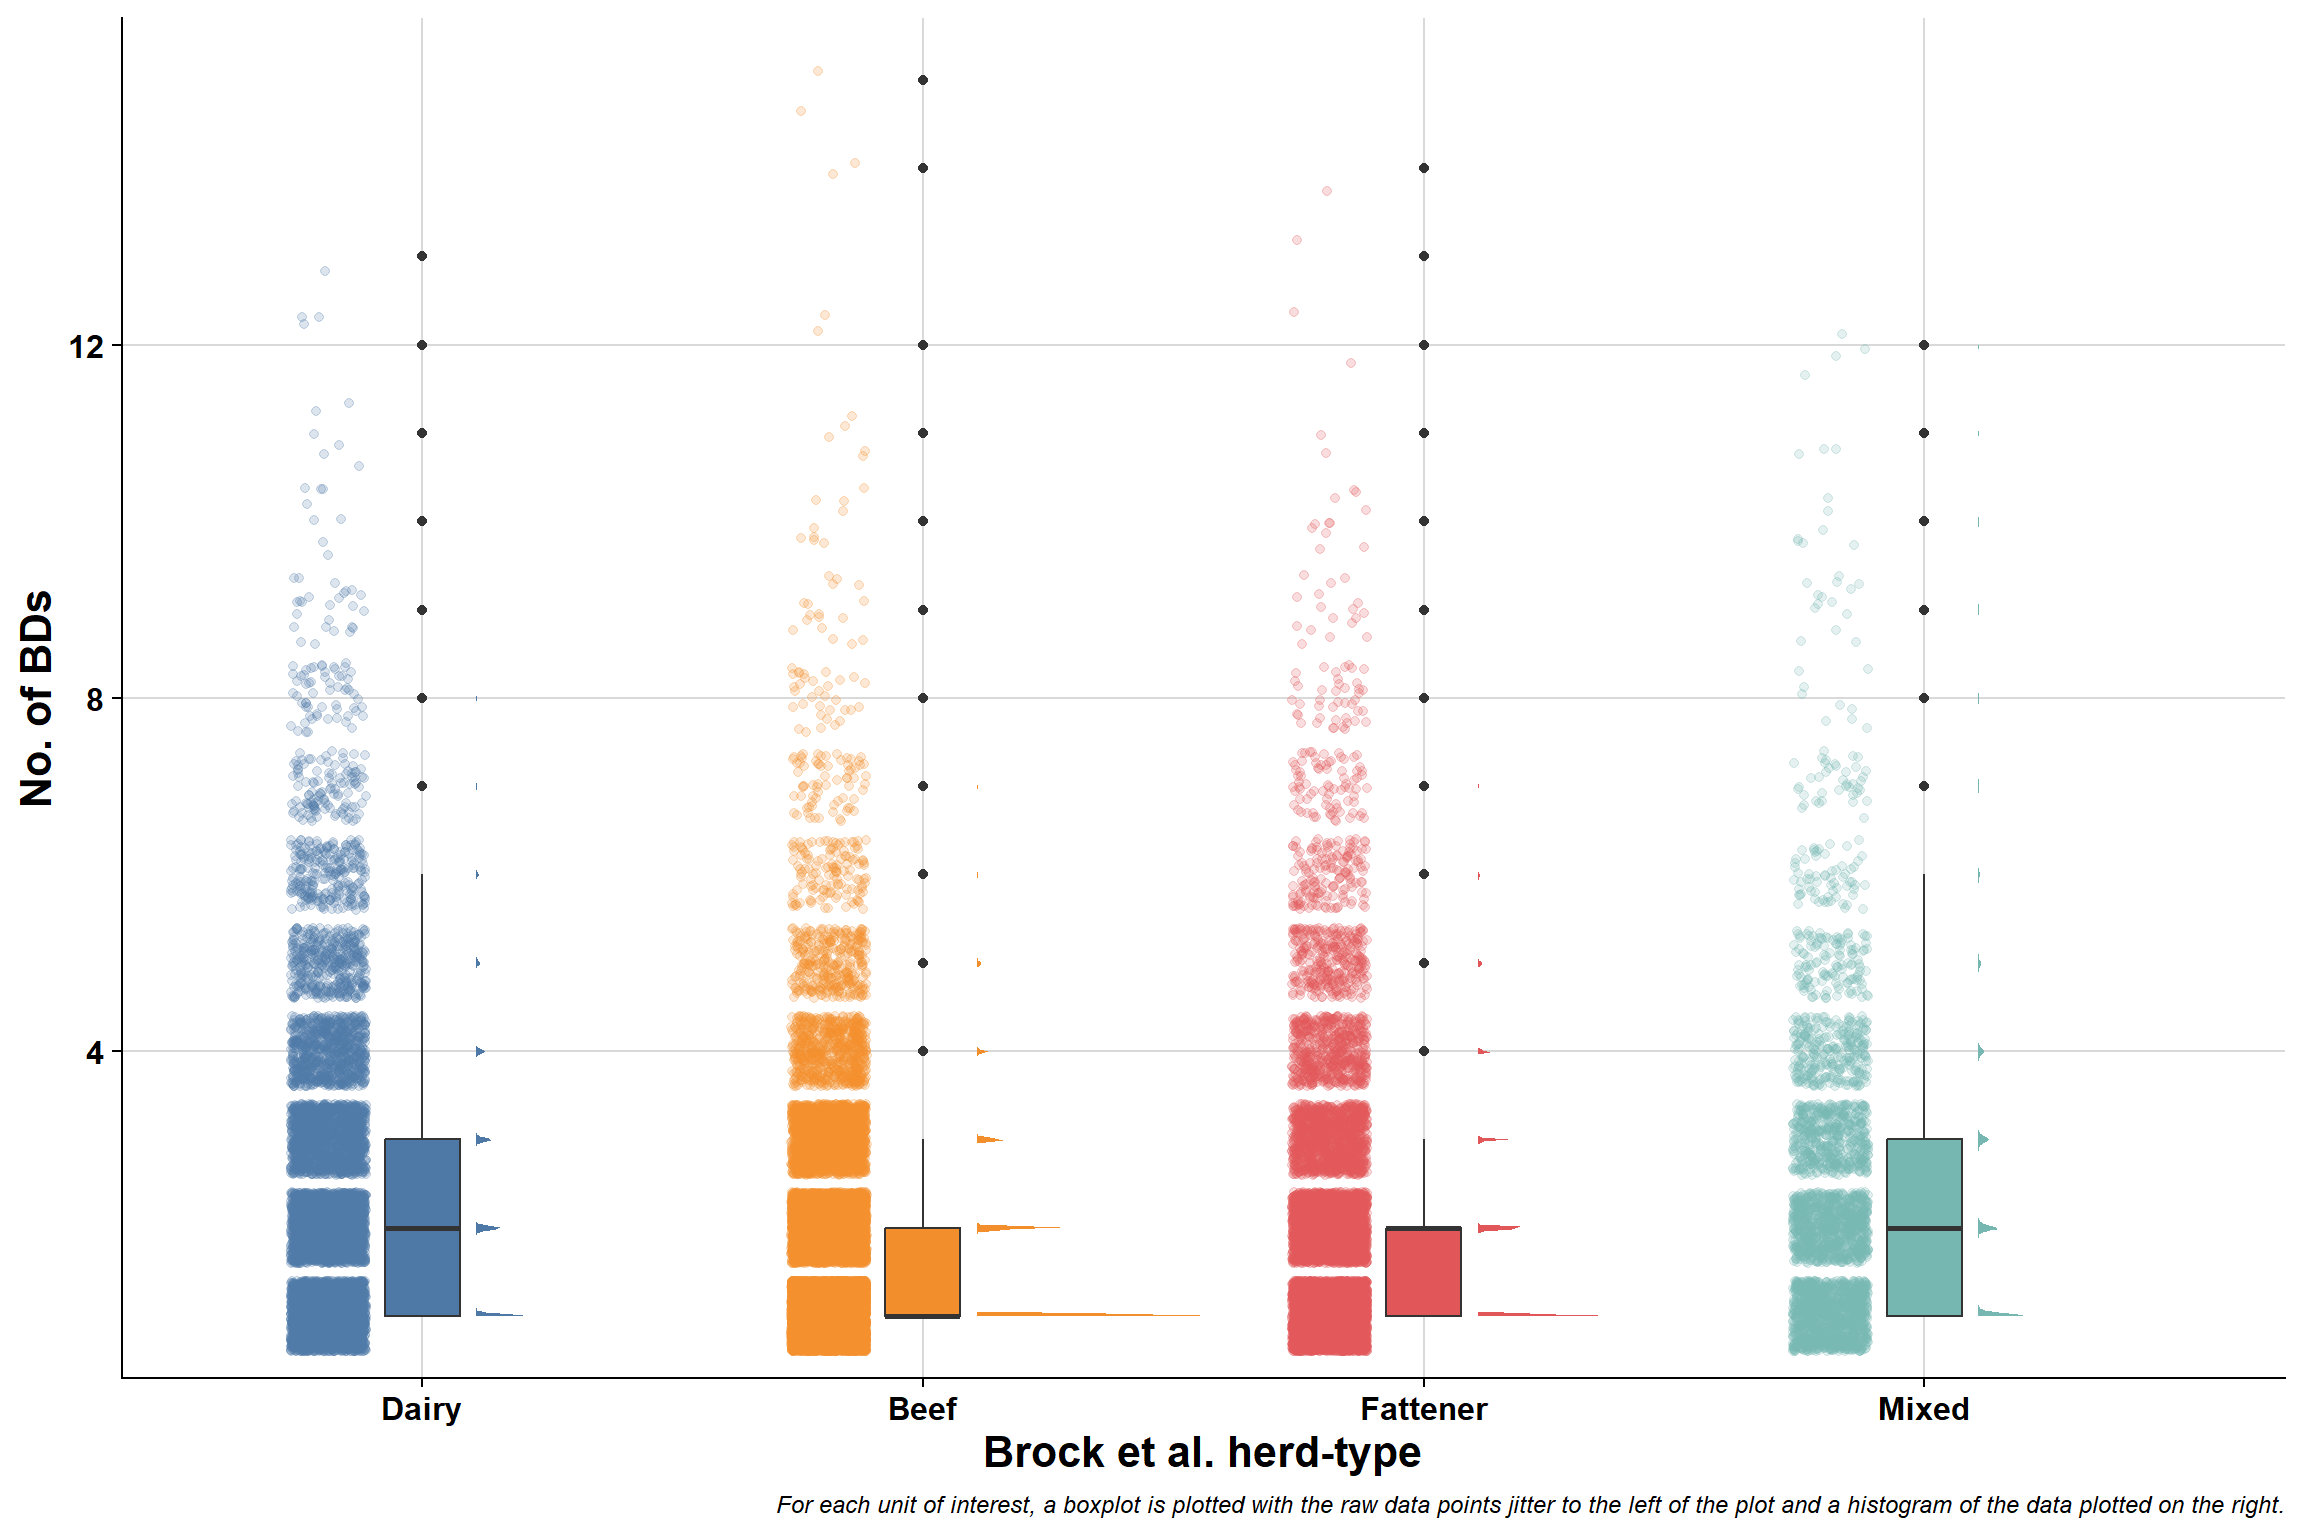 No. of BDs
12
8
4
Dairy Beef Fattener Mixed
Brock et al. herd-type
For each unit of interest, a boxplot is plotted with the raw data points jitter to the left of the plot and a histogram of the data plotted on the right.